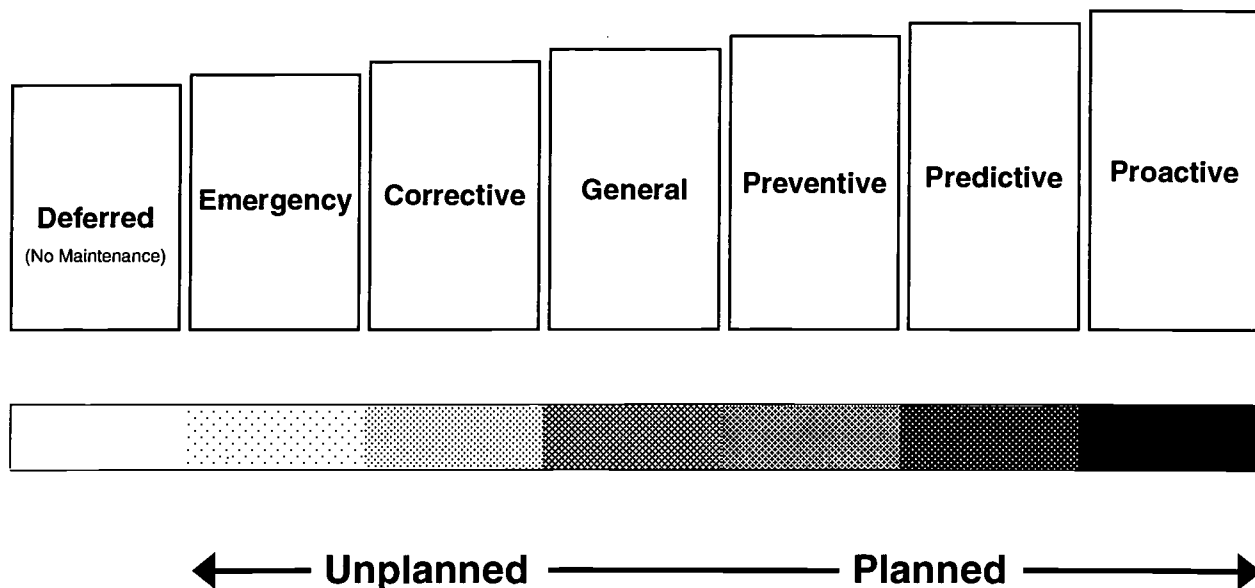 Deferred
(No Maintenance)
Emergency
Corrective
General
Preventive
Predictive
Proactive
Unplanned
Planned